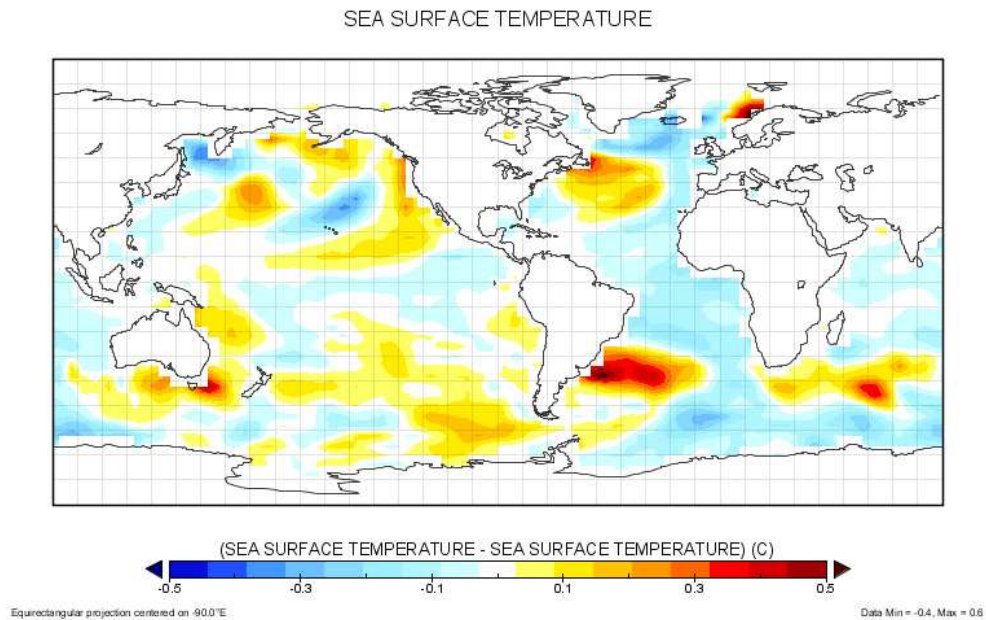 SEA SURFACE TEMPERATURE
(SEA SURFACE TEMPERATURE - SEA SURFACE TEMPERATURE) (C)
-0.5 -0.3 -0.1 0.1 0.3 0.5
Equirectangular projection centered on -90.0°E Data Min = -0.4, Max = 0.6